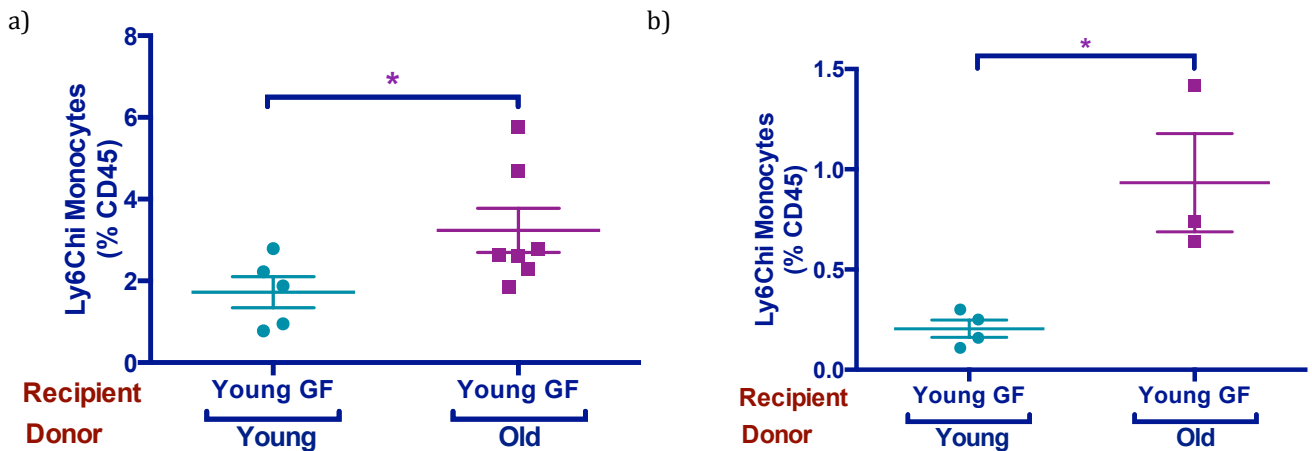 a)
8
6
4
2
0
Ly6Chi Monocytes
(% CD45)
*
Recipient Young GF Young GF
Donor Young Old
b)
1.5
1.0
0.5
0.0
Ly6Chi Monocytes
(% CD45)
*
Recipient Young GF Young GF
Donor Young Old